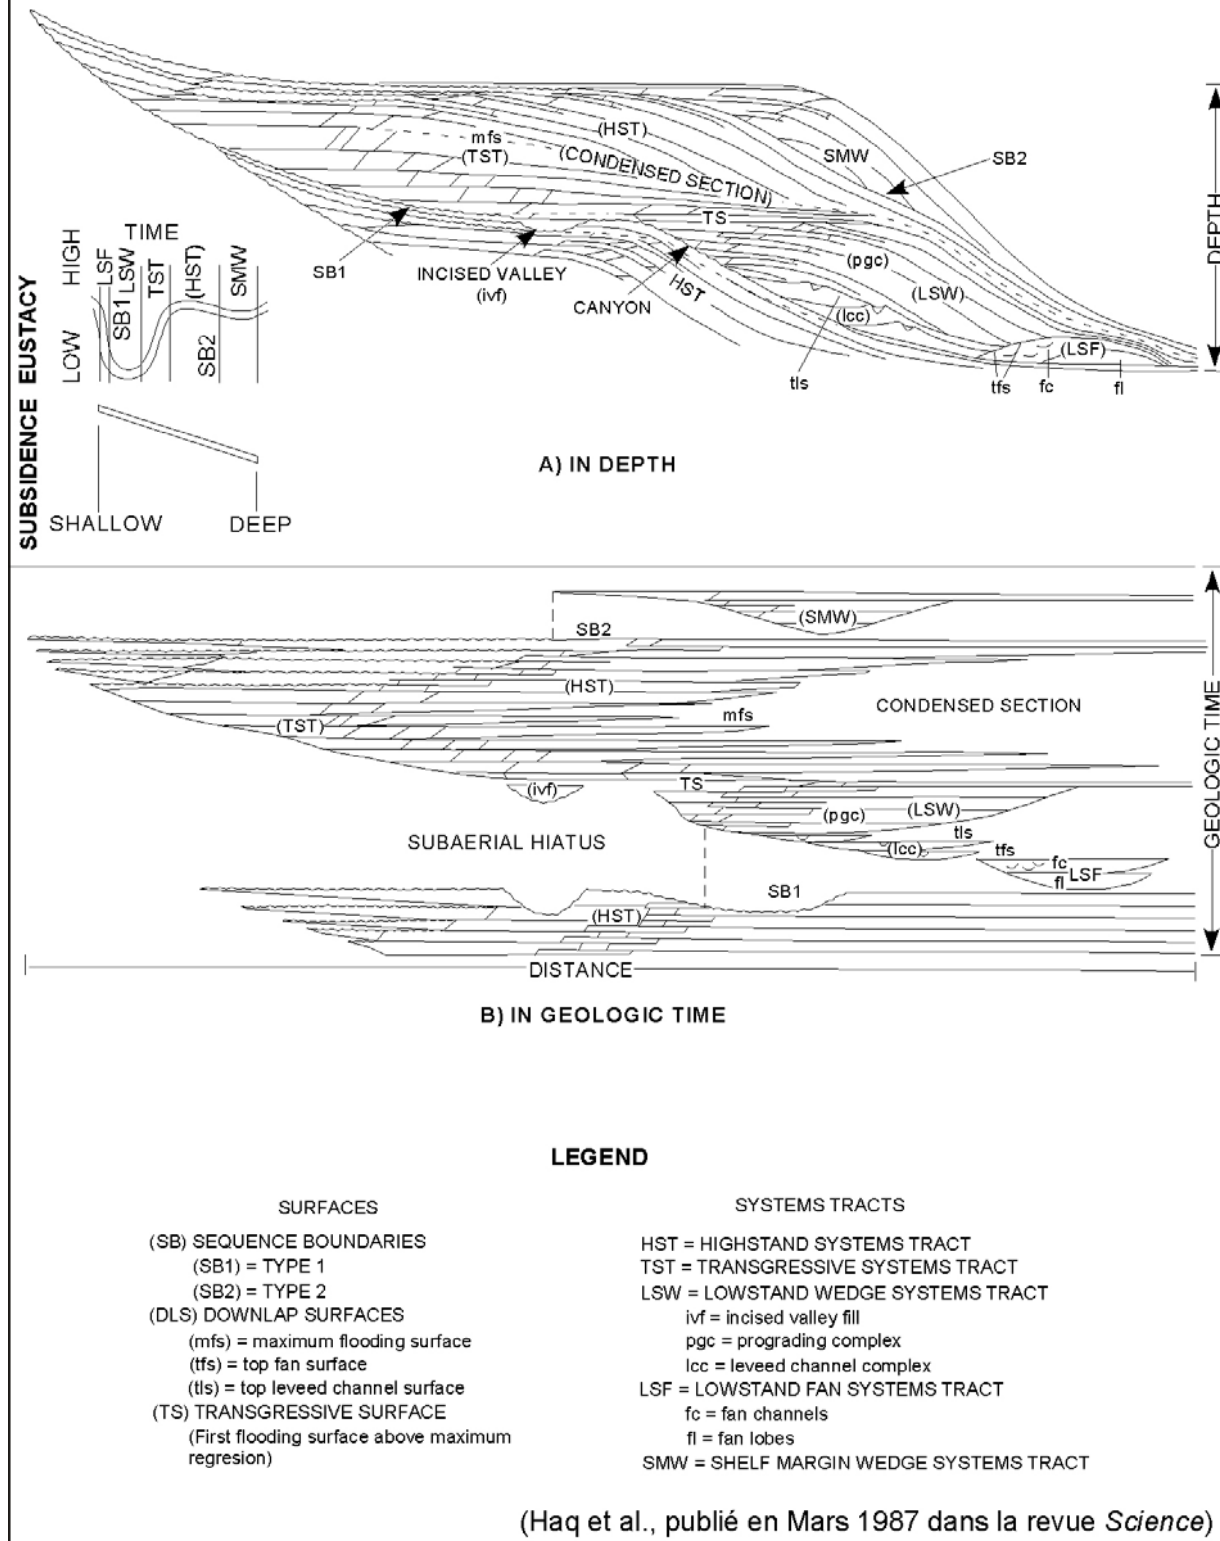 mfs
(TST)
(HST)
(CONDENSED SECTION)
SMW
SB2
DEPTH
TS
SB1
INCISED VALLEY
(ivf)
CANYON
HST
(pgc)
(LSW)
(lcc)
(LSF)
tls
tfs
fc
fl
SUBSIDENCE EUSTACY
HIGH
LOW
TIME
LSF
SB1 LSW
TST
(HST)
SB2
SMW
SHALLOW
DEEP
A) IN DEPTH
(SMW)
SB2
(HST)
CONDENSED SECTION
mfs
(TST)
GEOLOGIC TIME
TS
(ivf)
(LSW)
(pgc)
SUBAERIAL HIATUS
tls
(lcc)
tfs
fc
LSF
fl
SB1
(HST)
DISTANCE
B) IN GEOLOGIC TIME
LEGEND
SURFACES
(SB) SEQUENCE BOUNDARIES
(SB1) = TYPE 1
(SB2) = TYPE 2
(DLS) DOWNLAP SURFACES
(mfs) = maximum flooding surface
(tfs) = top fan surface
(tls) = top leveed channel surface
(TS) TRANSGRESSIVE SURFACE
(First flooding surface above maximum
regresion)
SYSTEMS TRACTS
HST = HIGHSTAND SYSTEMS TRACT
TST = TRANSGRESSIVE SYSTEMS TRACT
LSW = LOWSTAND WEDGE SYSTEMS TRACT
ivf = incised valley fill
pgc = prograding complex
lcc = leveed channel complex
LSF = LOWSTAND FAN SYSTEMS TRACT
fc = fan channels
fl = fan lobes
SMW = SHELF MARGIN WEDGE SYSTEMS TRACT
(Haq et al., publié en Mars 1987 dans la revue Science)